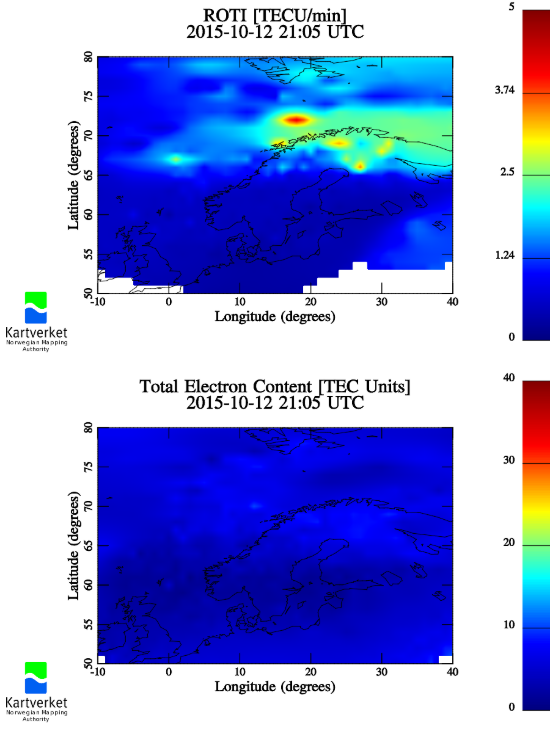 ROTI [TECU/min]
2015-10-12 21:05 UTC
5
3.74
2.5
1.24
0
80
75
70
65
60
55
50
Latitude (degrees)
-10
0
10
20
30
40
Longitude (degrees)
Kartverket
Norwegian Mapping
Authority
Total Electron Content [TEC Units]
2015-10-12 21:05 UTC
40
30
20
10
0
80
75
70
65
60
55
50
Latitude (degrees)
-10
0
10
20
30
40
Longitude (degrees)
Kartverket
Norwegian Mapping
Authority